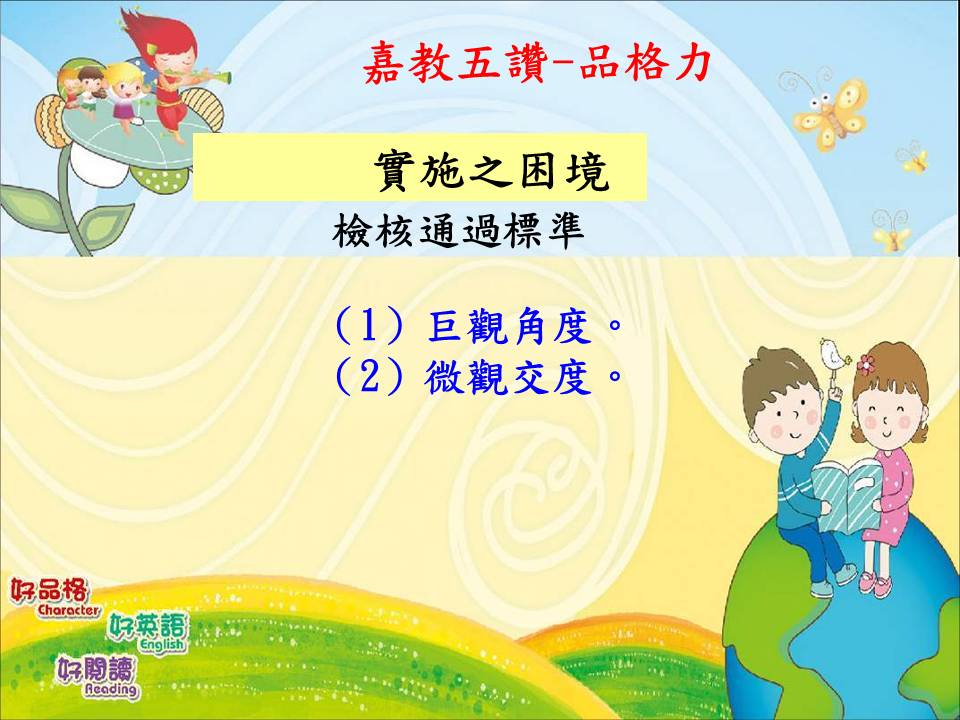 嘉教五讚-品格力
實施之困境
檢核通過標準
（1）巨觀角度。
（2）微觀交度。
好品格
Character
好英語
English
好閱讀
Reading